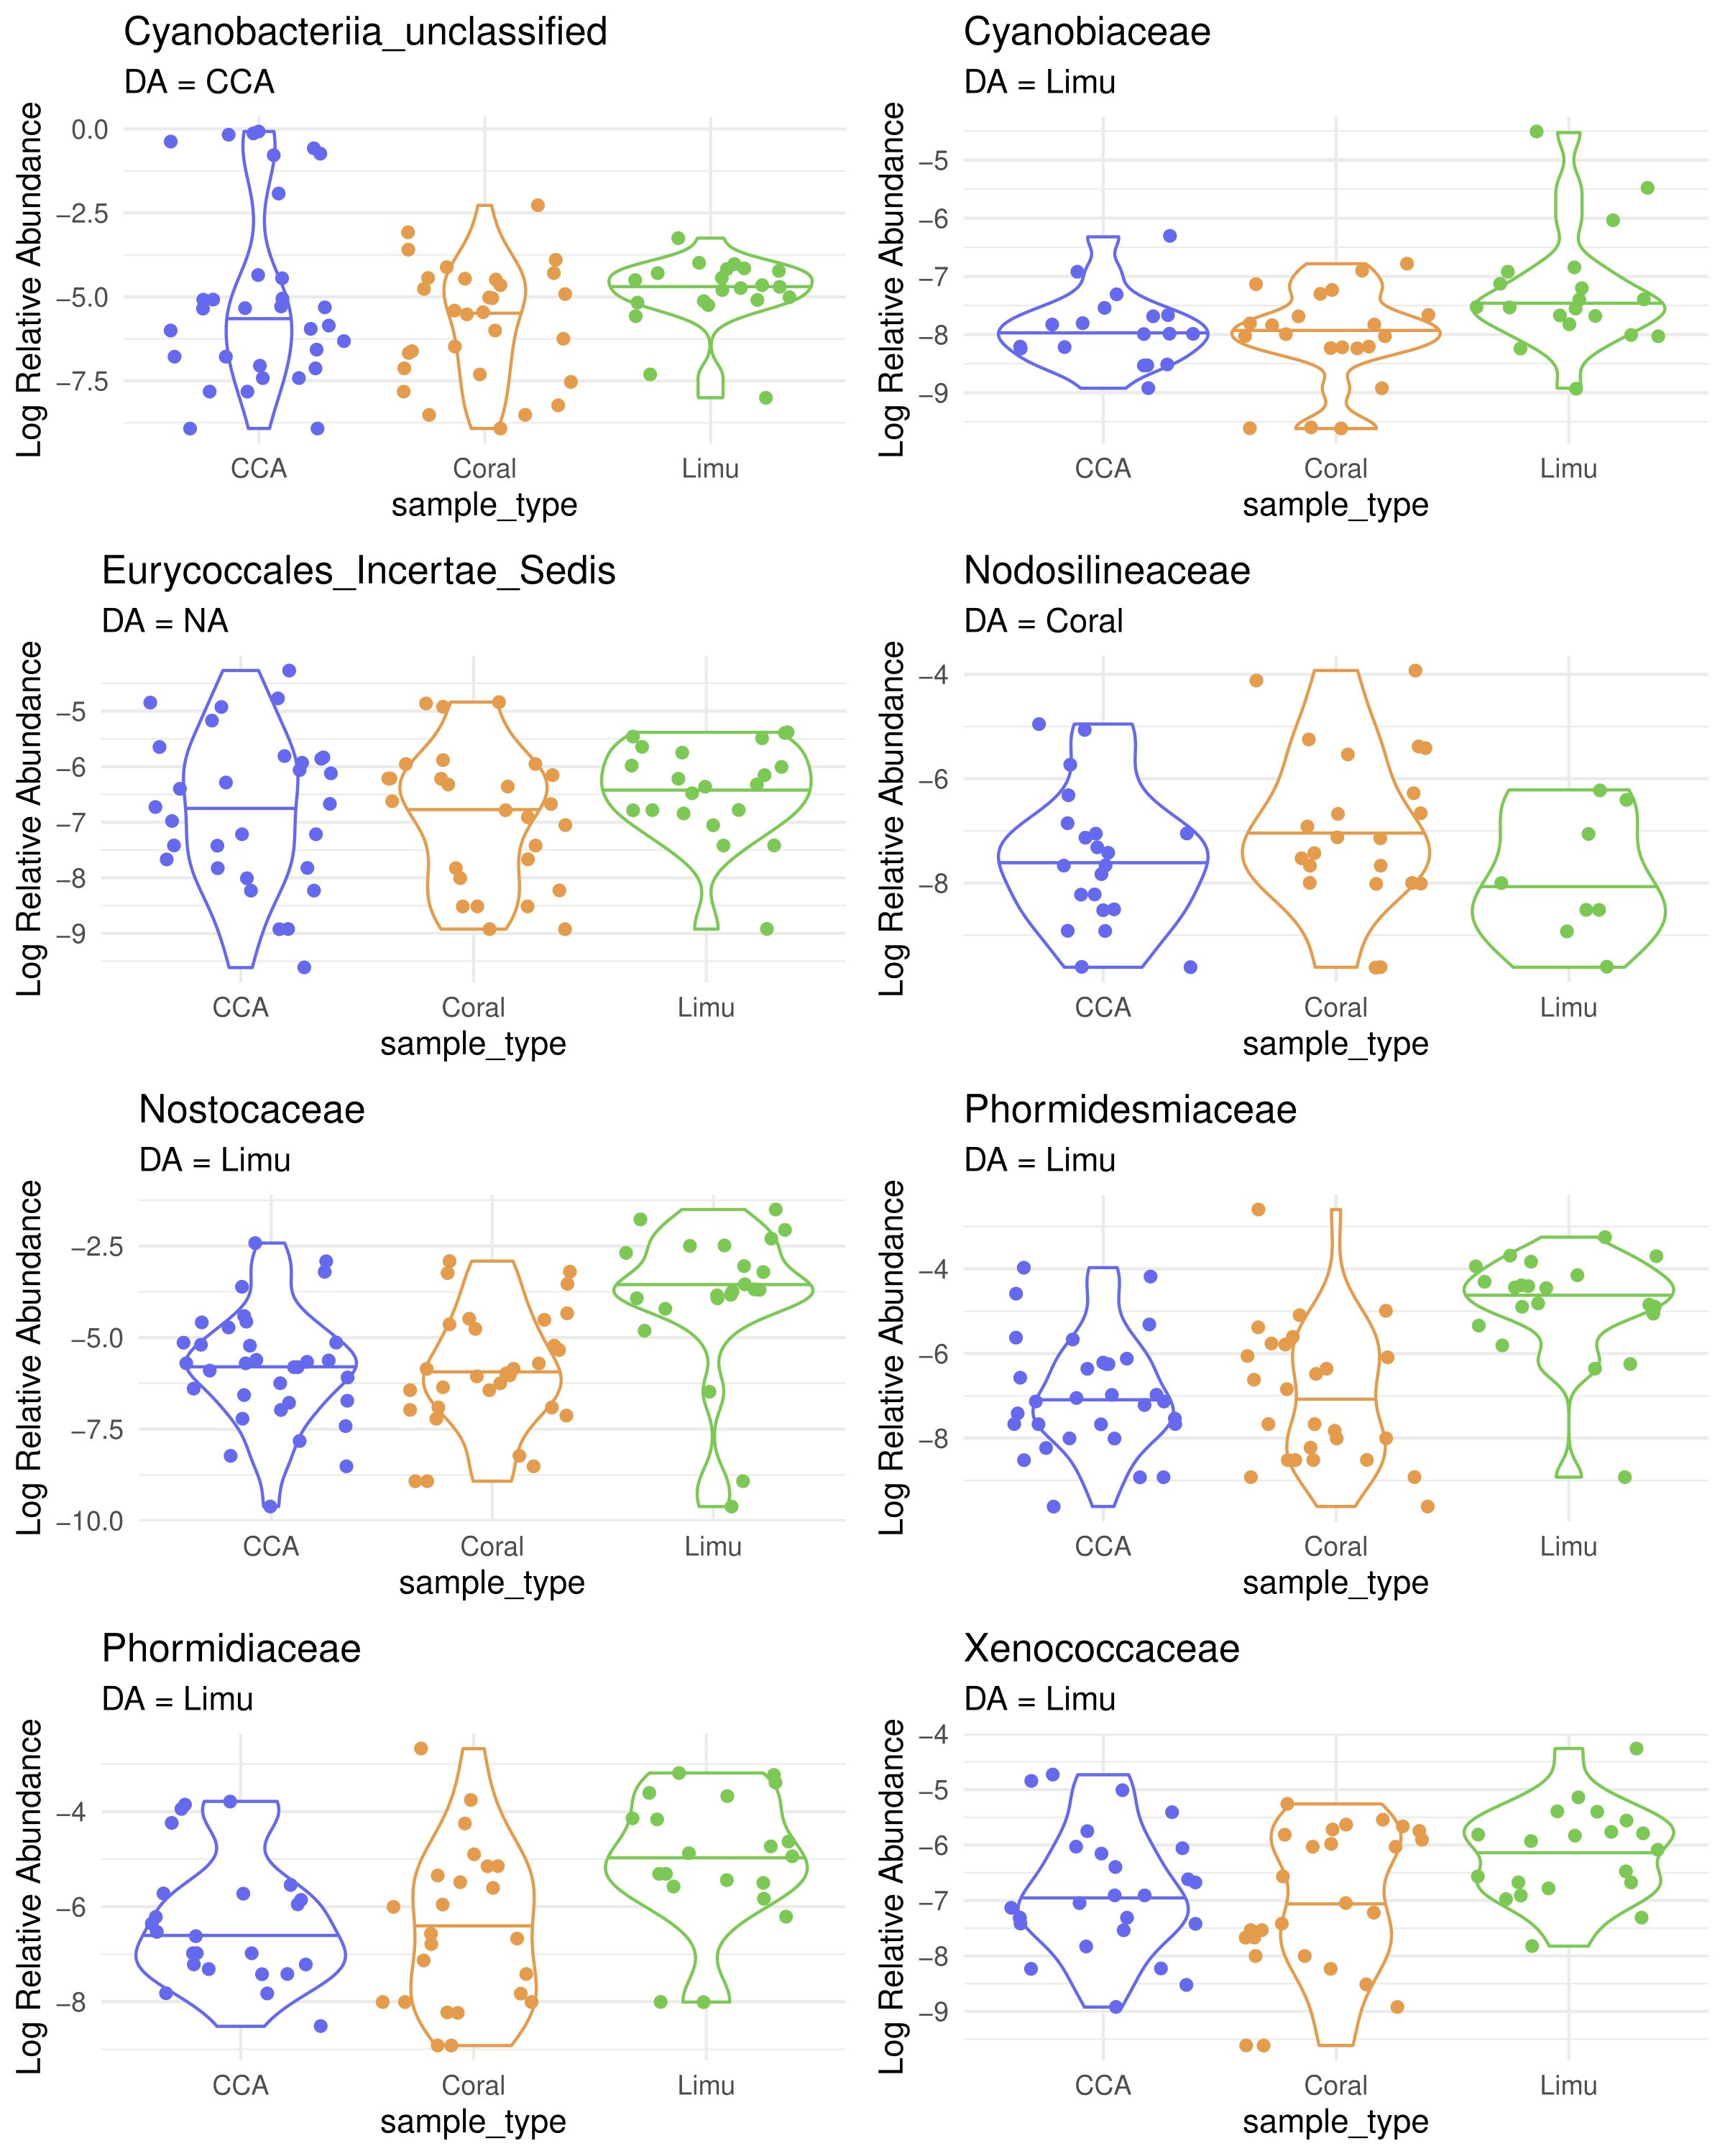 Cyanobacteriia_unclassified
DA = CCA
Log Relative Abundance
0.0
−2.5
−5.0
−7.5
CCA Coral Limu
sample_type
Cyanobiaceae
DA = Limu
Log Relative Abundance
−5
−6
−7
−8
−9
CCA Coral Limu
sample_type
Eurycoccales_Incertae_Sedis
DA = NA
Log Relative Abundance
−5
−6
−7
−8
−9
CCA Coral Limu
sample_type
Nodosilineaceae
DA = Coral
Log Relative Abundance
−4
−6
−8
CCA Coral Limu
sample_type
Nostocaceae
DA = Limu
Log Relative Abundance
−2.5
−5.0
−7.5
−10.0
CCA Coral Limu
sample_type
Phormidesmiaceae
DA = Limu
Log Relative Abundance
−4
−6
−8
CCA Coral Limu
sample_type
Phormidiaceae
DA = Limu
Log Relative Abundance
−4
−6
−8
CCA Coral Limu
sample_type
Xenococcaceae
DA = Limu
Log Relative Abundance
−4
−5
−6
−7
−8
−9
CCA Coral Limu
sample_type